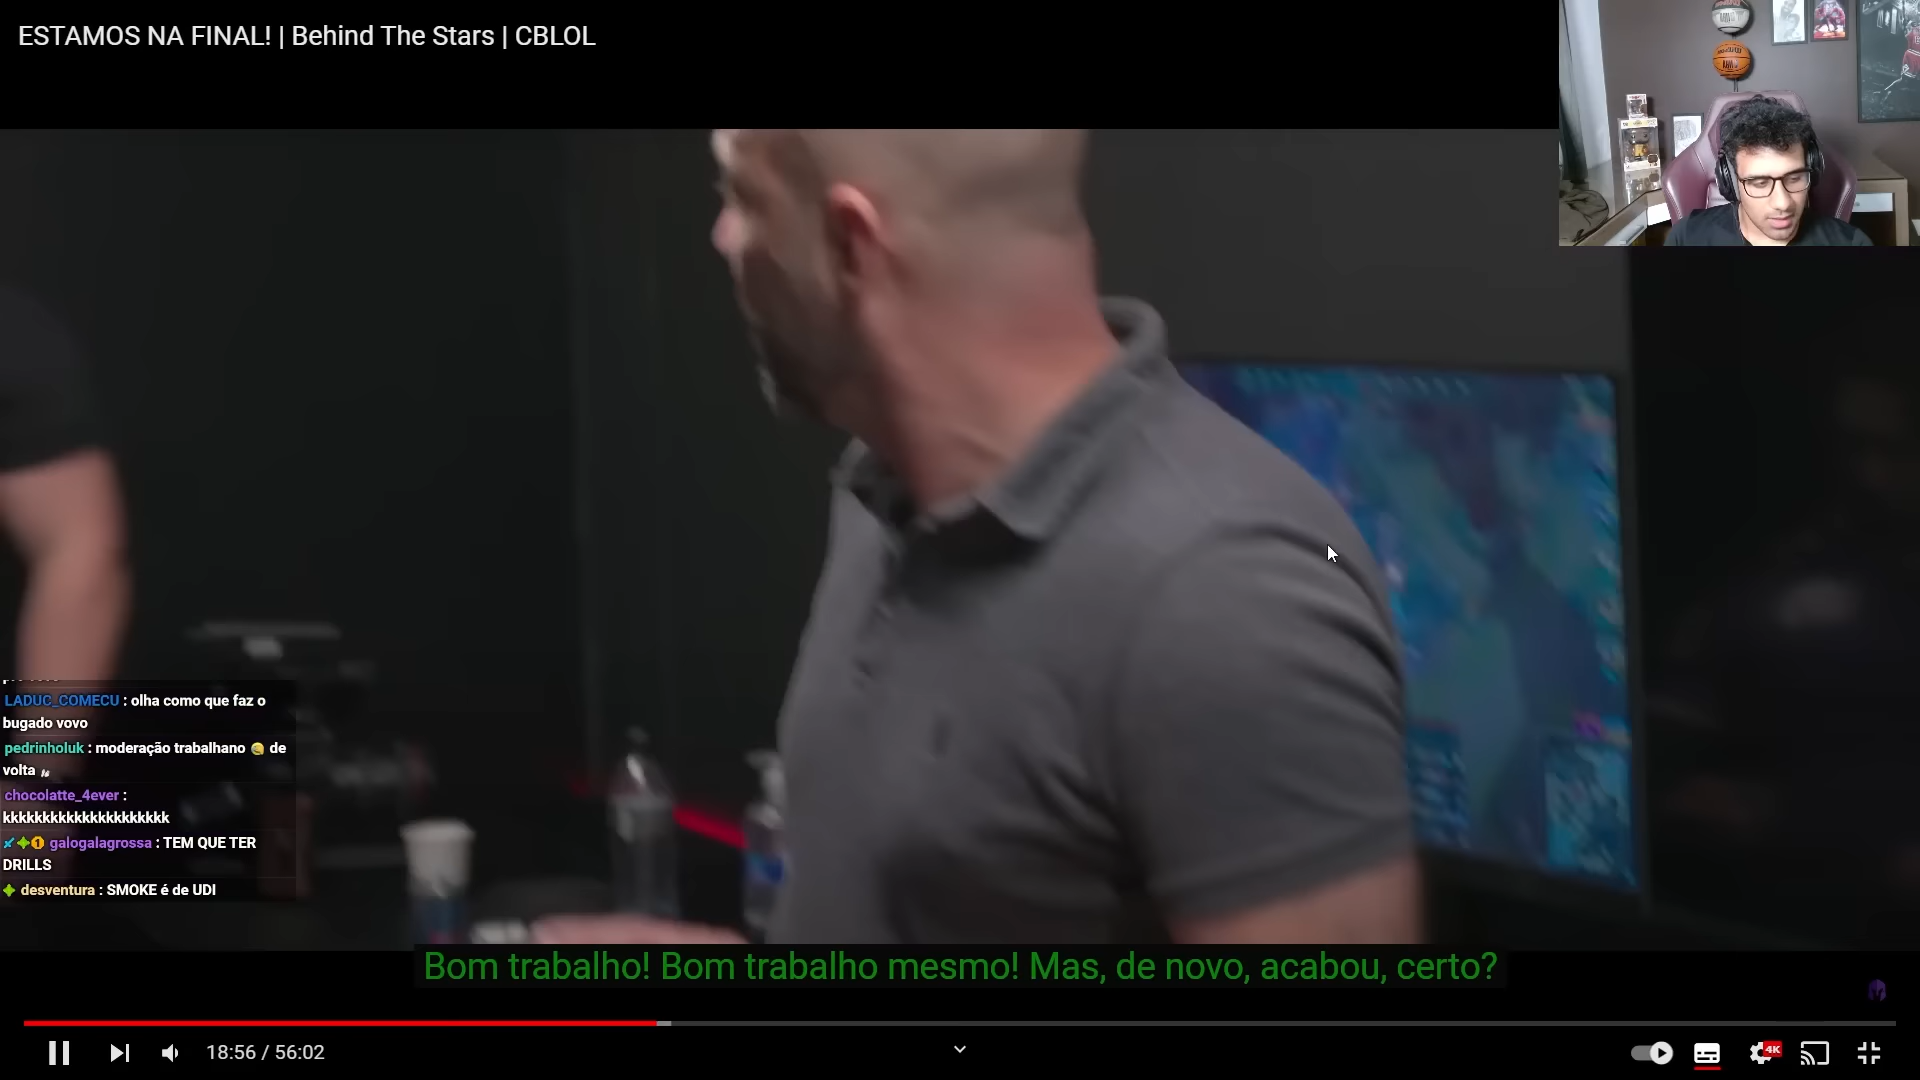 ESTAMOS NA FINAL! | Behind The Stars | CBLOL
LADUC_COMECU : olha como que faz o
bugado vovo
pedrinholuk : moderação trabalhano de
volta
chocolatte_4ever :
kkkkkkkkkkkkkkkkkkkkk
galogalagrossa : TEM QUE TER
DRILLS
desventura : SMOKE é de UDI
Bom trabalho! Bom trabalho mesmo! Mas, de novo, acabou, certo?
18:56 / 56:02
4K